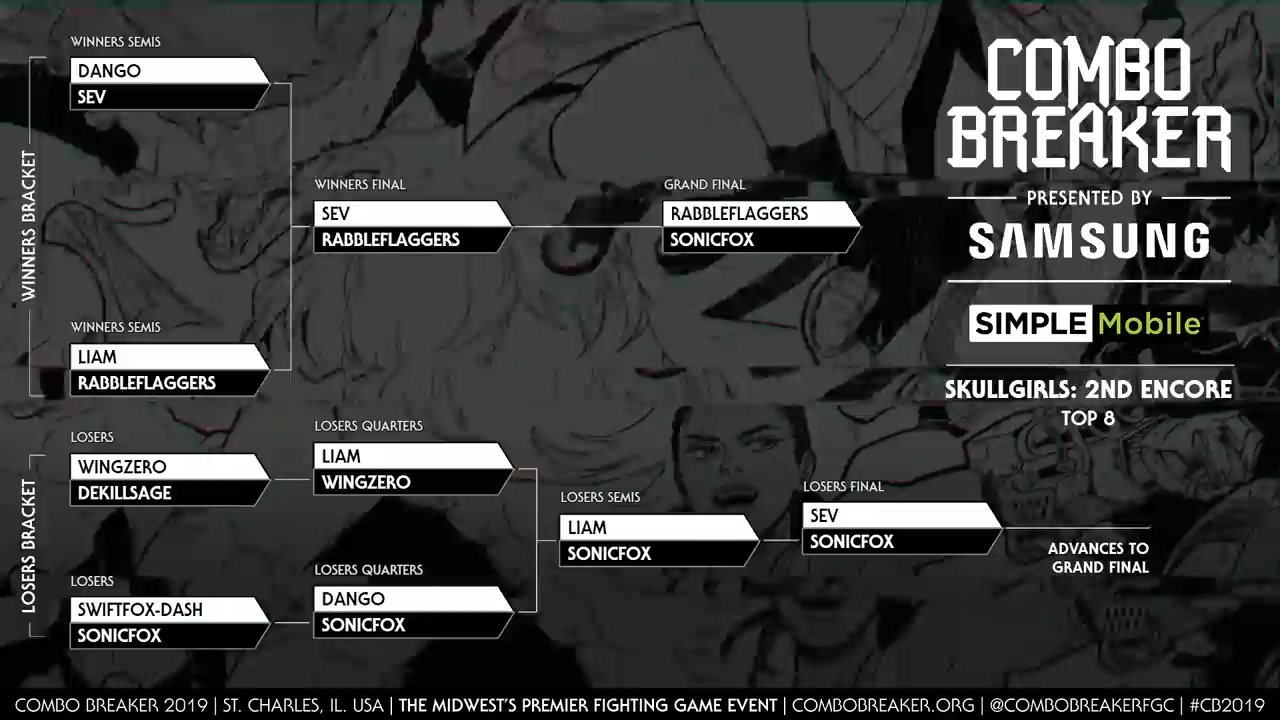 WINNERS BRACKET
WINNERS SEMIS
DANGO
SEV
WINNERS SEMIS
LIAM
RABBLEFLAGGERS
WINNERS FINAL
SEV
RABBLEFLAGGERS
GRAND FINAL
RABBLEFLAGGERS
SONICFOX
LOSERS BRACKET
LOSERS
WINGZERO
DEKILLSAGE
LOSERS
SWIFTFOX-DASH
SONICFOX
LOSERS QUARTERS
LIAM
WINGZERO
LOSERS QUARTERS
DANGO
SONICFOX
LOSERS SEMIS
LIAM
SONICFOX
LOSERS FINAL
SEV
SONICFOX
ADVANCES TO
GRAND FINAL
COMBO
BREAKER
PRESENTED BY
SAMSUNG
SIMPLE Mobile
SKULLGIRLS: 2ND ENCORE
TOP 8
COMBO BREAKER 2019 | ST. CHARLES, IL. USA | THE MIDWEST'S PREMIER FIGHTING GAME EVENT | COMBOBREAKER.ORG | @COMBOBREAKERFGC | #CB2019